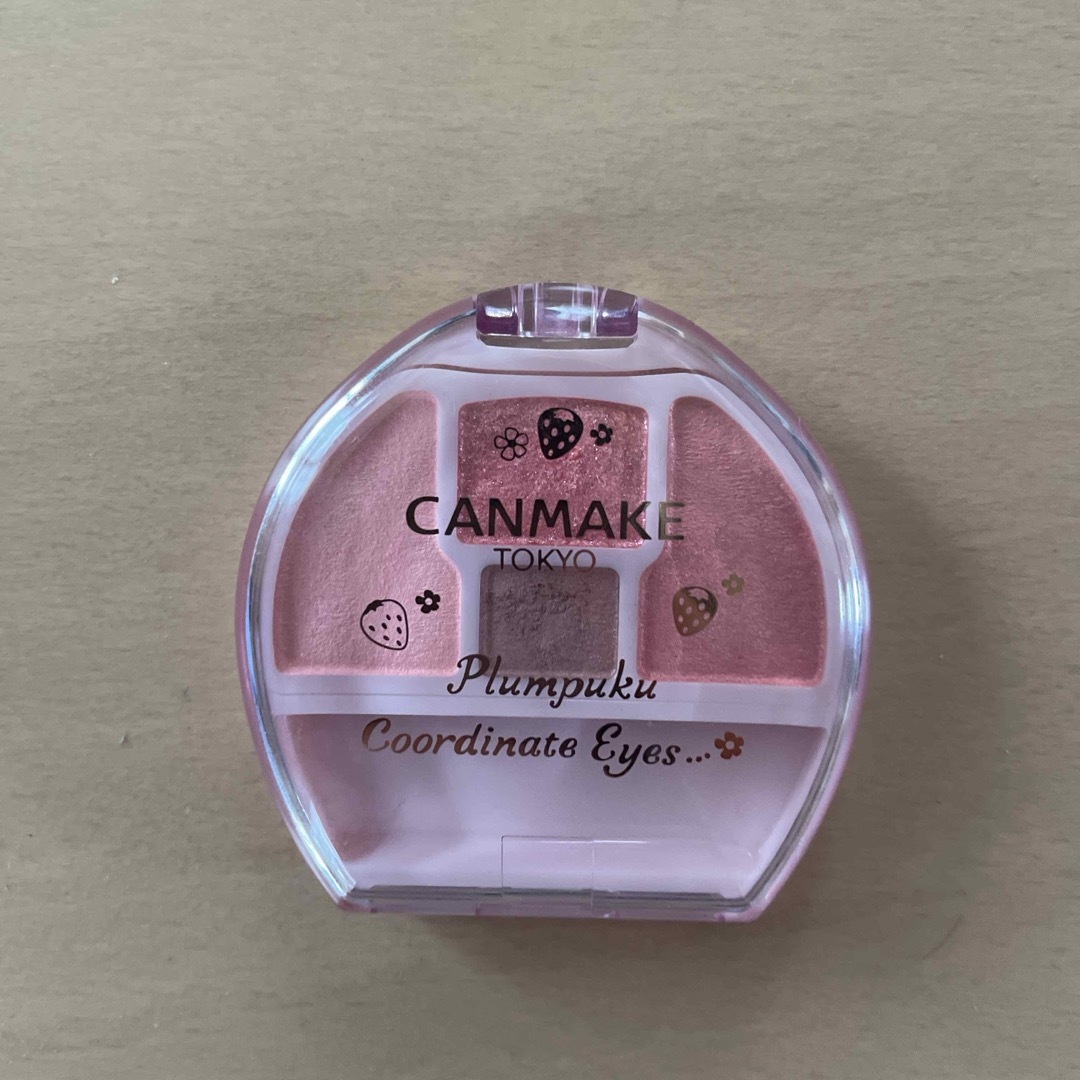 CANMAKE
TOKYO
Plumpuku
Coordinate Eyes...